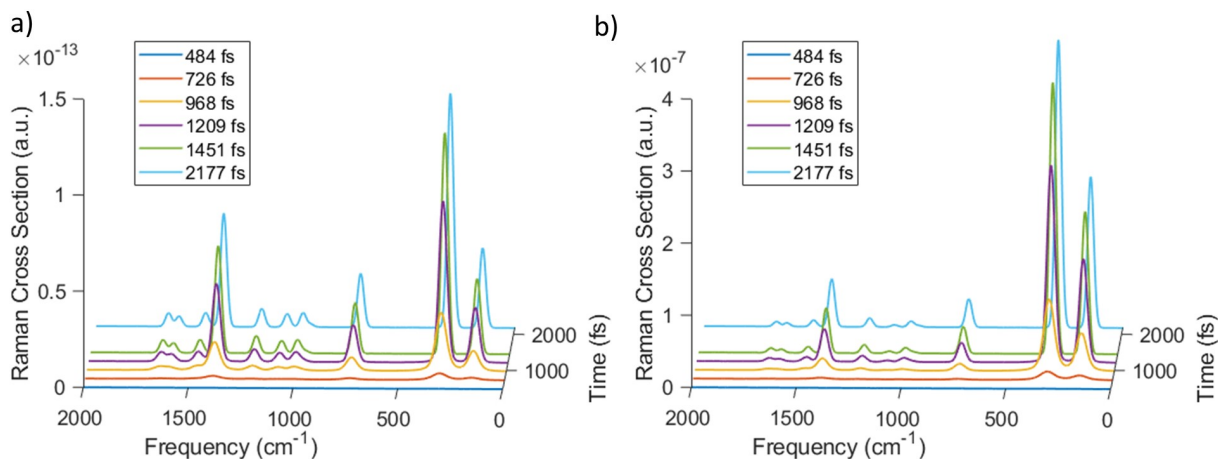 a)
×10⁻¹³
484 fs
726 fs
968 fs
1209 fs
1451 fs
2177 fs
Raman Cross Section (a.u.)
1.5
1
0.5
0
2000
1500
1000
500
0
Frequency (cm⁻¹)
2000
1000
Time (fs)
b)
×10⁻⁷
484 fs
726 fs
968 fs
1209 fs
1451 fs
2177 fs
Raman Cross Section (a.u.)
4
3
2
1
0
2000
1500
1000
500
0
Frequency (cm⁻¹)
2000
1000
Time (fs)